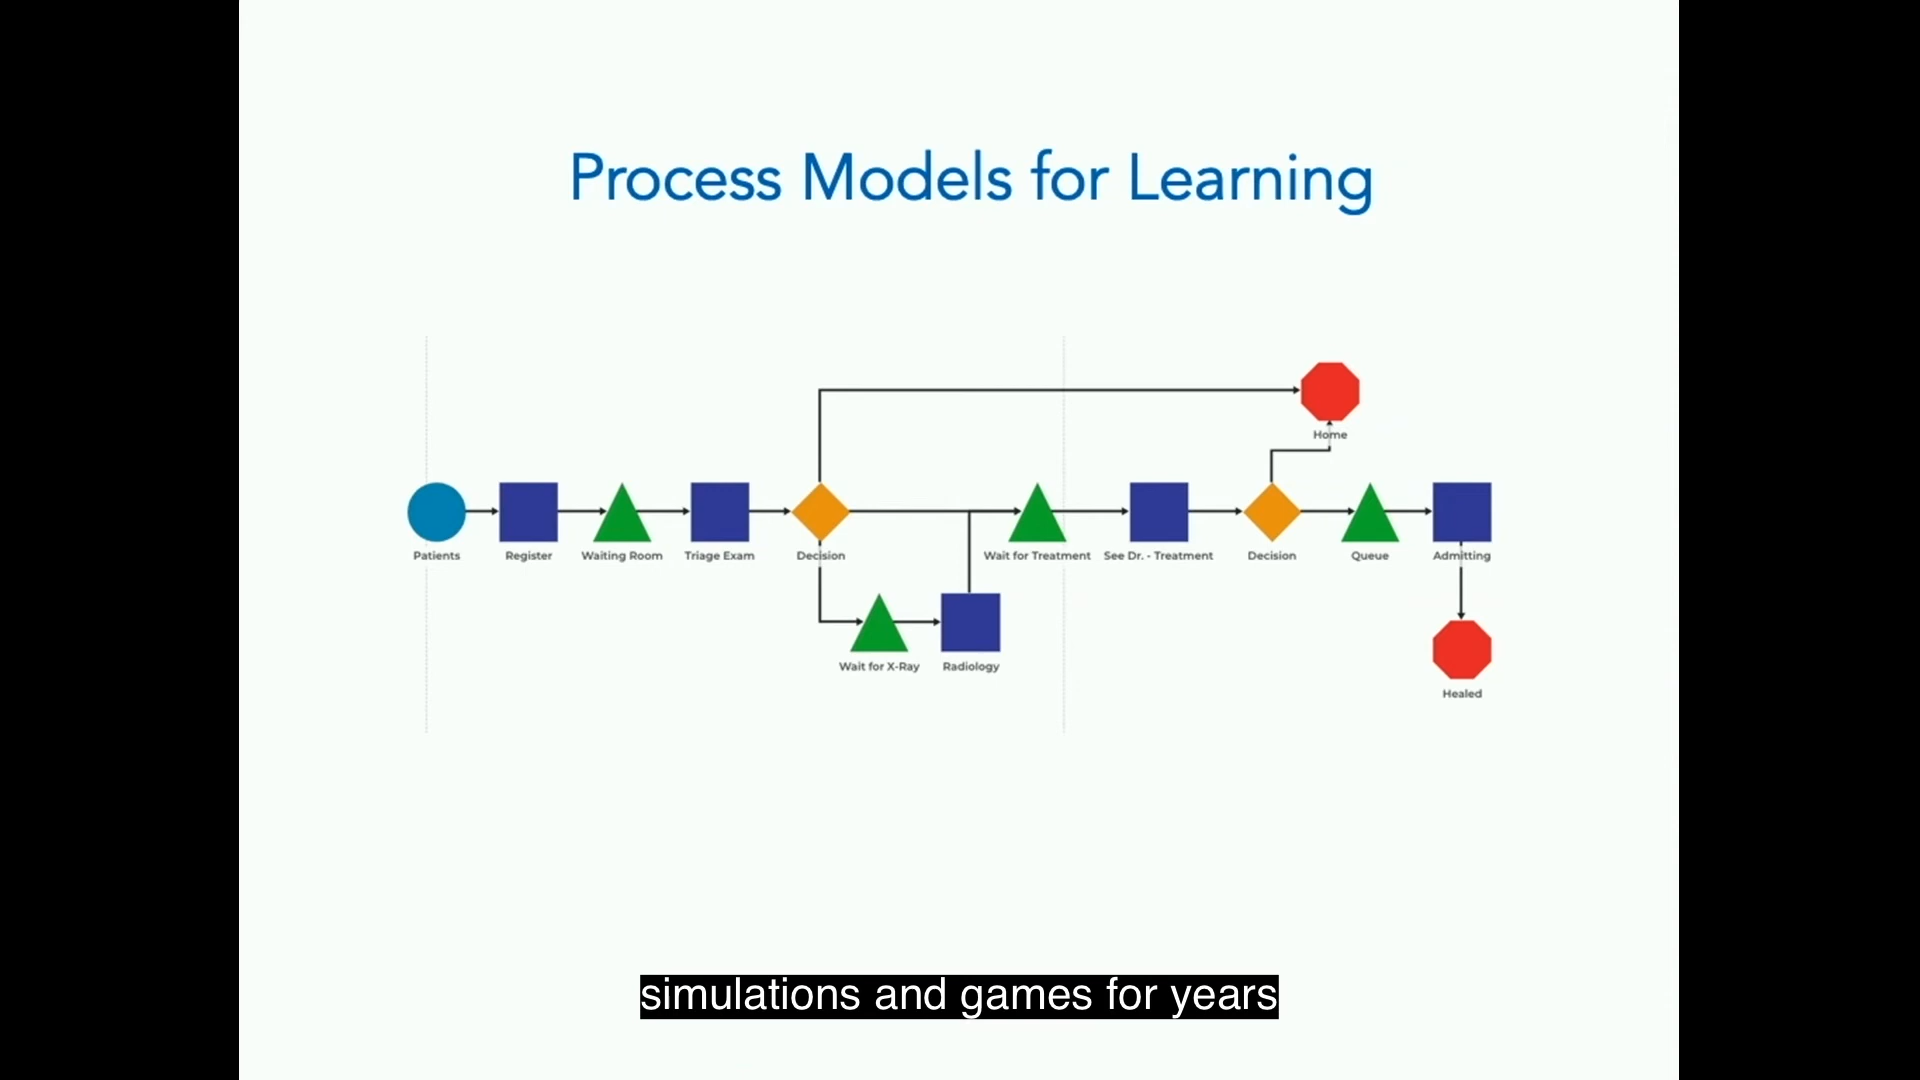 Process Models for Learning
Home
Patients
Register
Waiting Room
Triage Exam
Decision
Wait for Treatment
See Dr. - Treatment
Decision
Queue
Admitting
Wait for X-Ray
Radiology
Healed
simulations and games for years